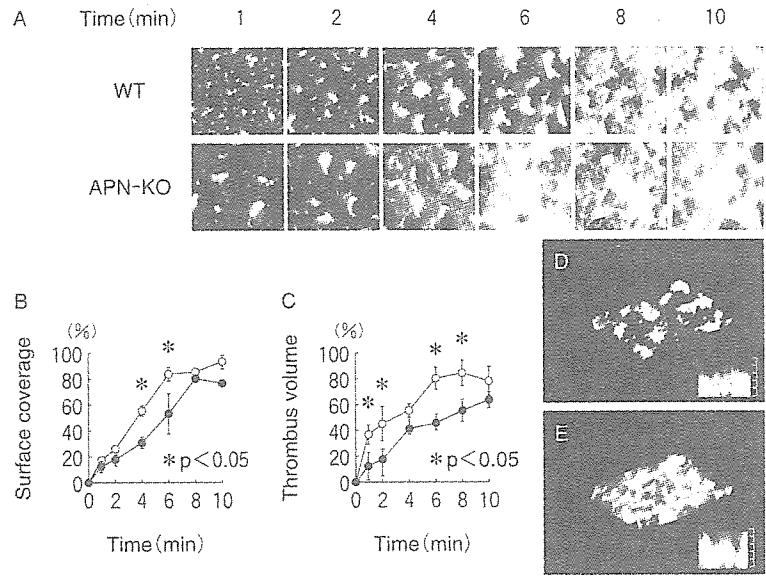 A Time(min) 1 2 4 6 8 10
WT
APN-KO
B
(%)
Surface coverage
100
80
60
40
20
0
0 2 4 6 8 10
Time(min)
* *
* p<0.05
C
(%)
Thrombus volume
100
80
60
40
20
0
0 2 4 6 8 10
Time(min)
* * * *
* p<0.05
D
E